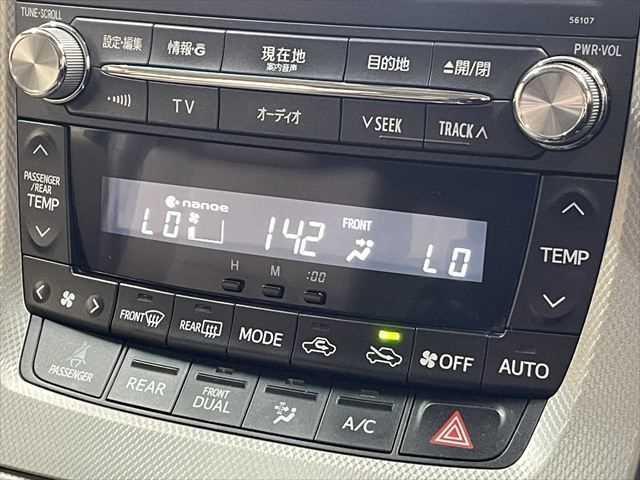 TUNE・SCROLL
56107
設定・編集
情報・G
現在地
案内音声
目的地
▲開/閉
PWR・VOL
TV
オーディオ
∨SEEK
TRACK∧
PASSENGER
/REAR
TEMP
nanoe
LO
142
FRONT
LO
TEMP
H
M
:00
FRONT
REAR
MODE
OFF
AUTO
PASSENGER
REAR
FRONT
DUAL
A/C